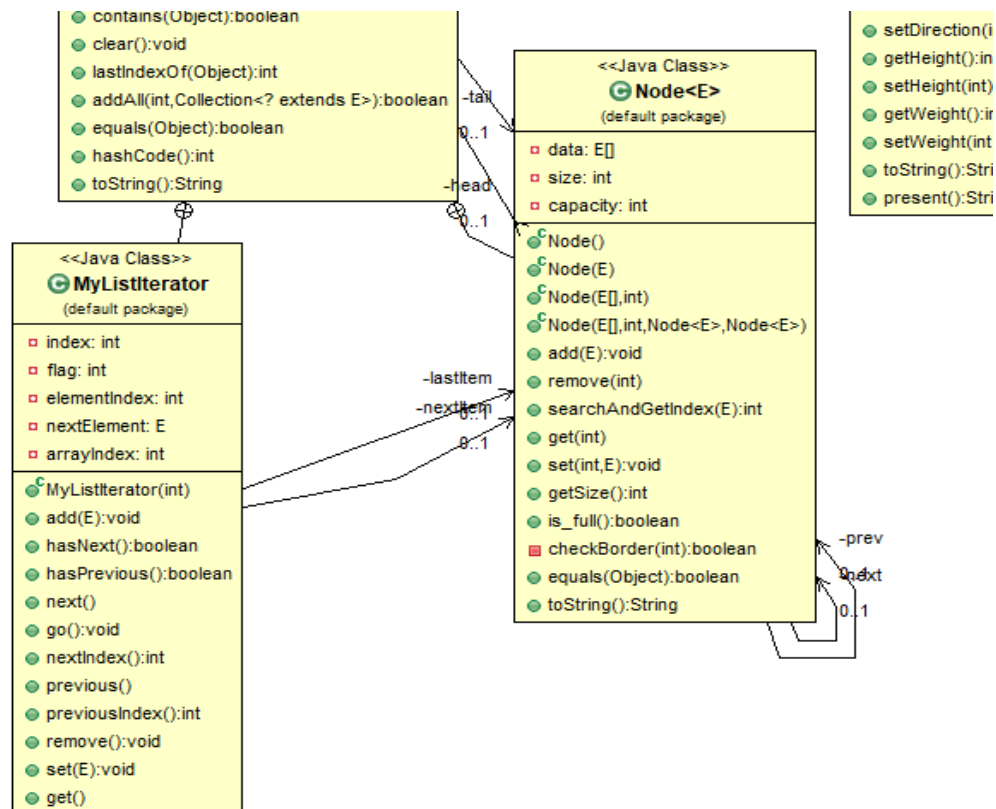 contains(Object):boolean
clear():void
lastIndexOf(Object):int
addAll(int,Collection<? extends E>):boolean
equals(Object):boolean
hashCode():int
toString():String
-tail
0..1
-head
0..1
<<Java Class>>
C MyListIterator
(default package)
index: int
flag: int
elementIndex: int
nextElement: E
arrayIndex: int
C MyListIterator(int)
add(E):void
hasNext():boolean
hasPrevious():boolean
next()
go():void
nextIndex():int
previous()
previousIndex():int
remove():void
set(E):void
get()
-lastItem
0..1
-nextItem
0..1
<<Java Class>>
C Node<E>
(default package)
data: E[]
size: int
capacity: int
C Node()
C Node(E)
C Node(E[],int)
C Node(E[],int,Node<E>,Node<E>)
add(E):void
remove(int)
searchAndGetIndex(E):int
get(int)
set(int,E):void
getSize():int
is_full():boolean
checkBorder(int):boolean
equals(Object):boolean
toString():String
-prev
0..1
-next
0..1
setDirection(i
getHeight():in
setHeight(int)
getWeight():i
setWeight(int
toString():Stri
present():Stri